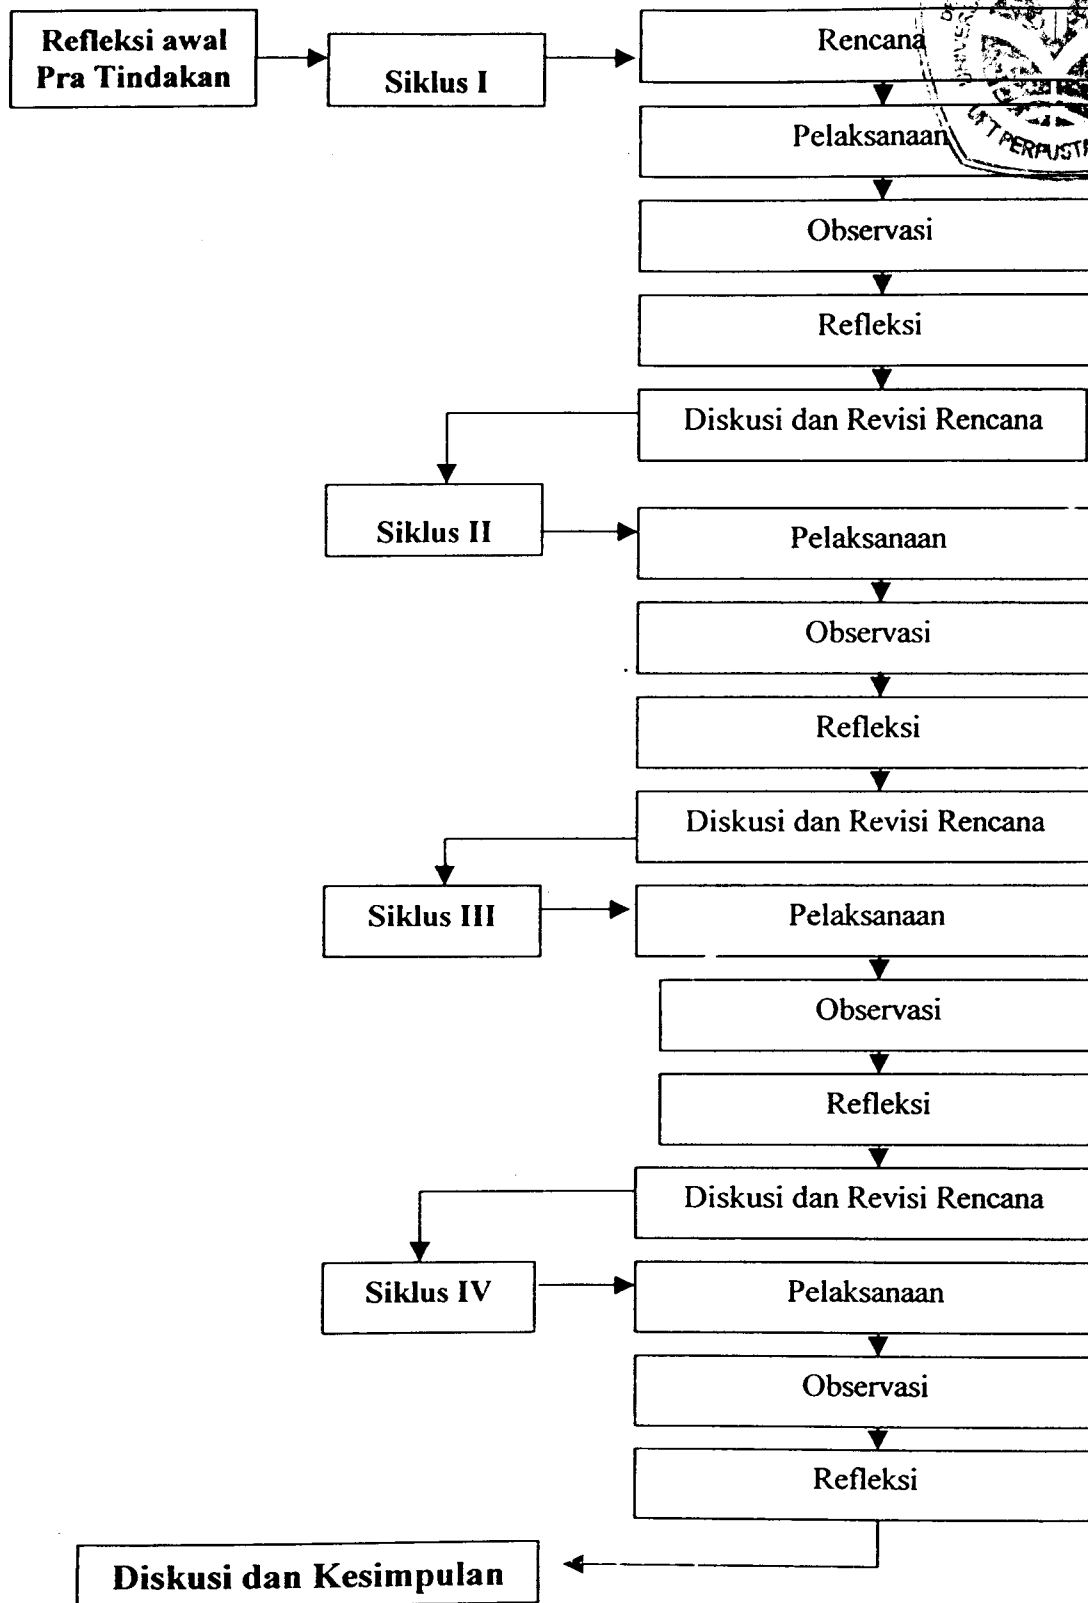 Refleksi awal
Pra Tindakan
Siklus I
Rencana
Pelaksanaan
Observasi
Refleksi
Diskusi dan Revisi Rencana
Siklus II
Pelaksanaan
Observasi
Refleksi
Diskusi dan Revisi Rencana
Siklus III
Pelaksanaan
Observasi
Refleksi
Diskusi dan Revisi Rencana
Siklus IV
Pelaksanaan
Observasi
Refleksi
Diskusi dan Kesimpulan